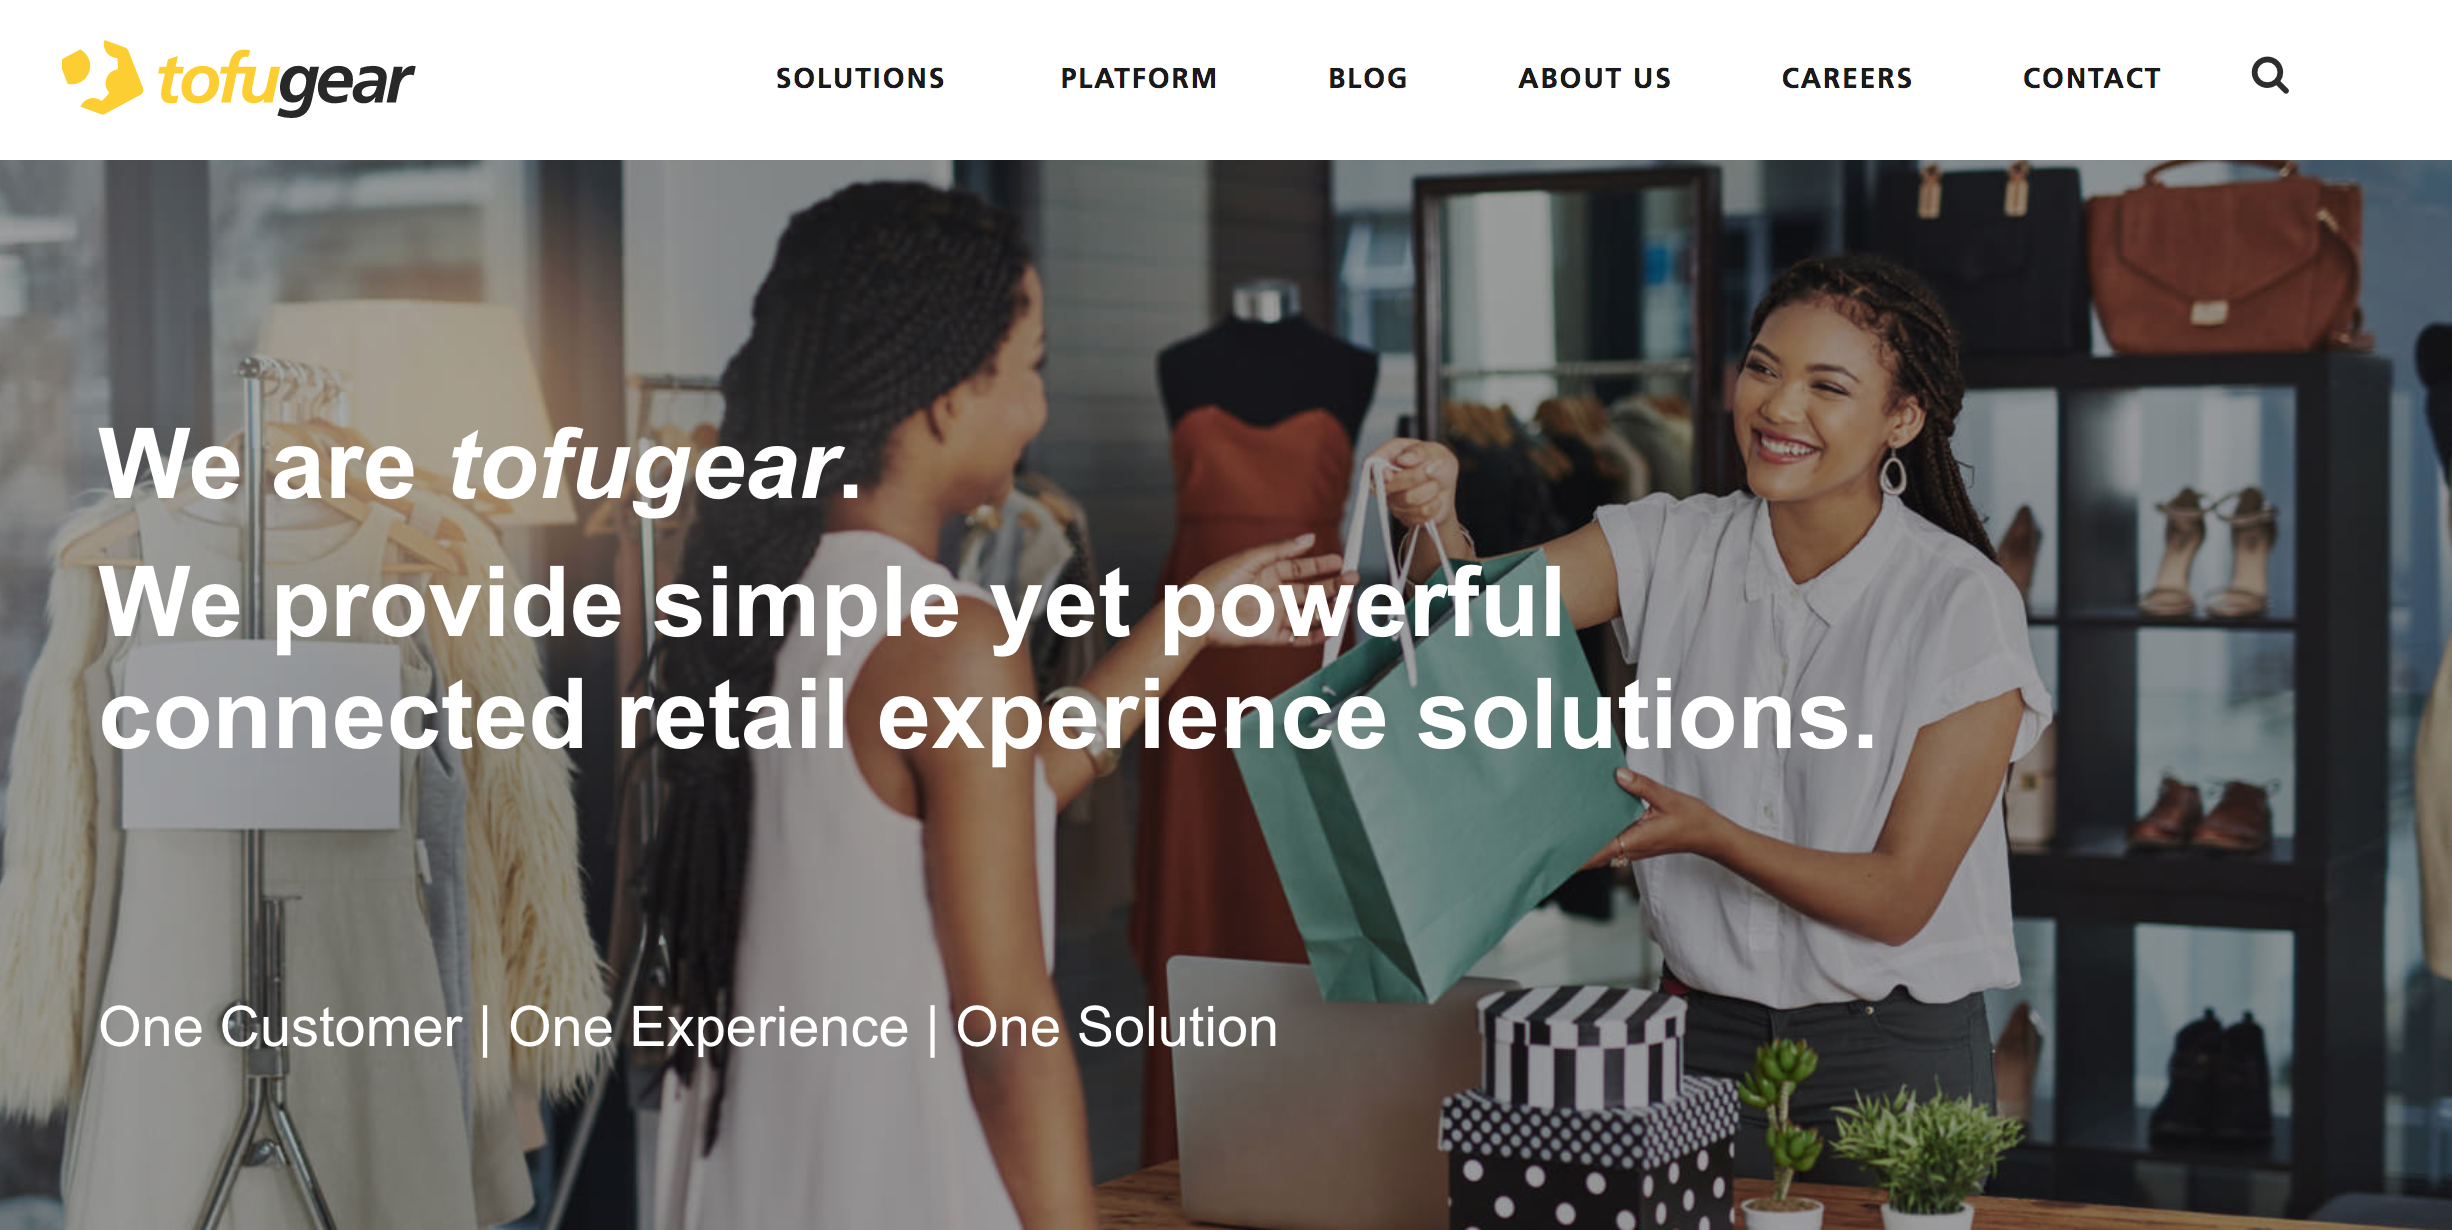 tofugear
SOLUTIONS
PLATFORM
BLOG
ABOUT US
CAREERS
CONTACT
We are tofugear.
We provide simple yet powerful
connected retail experience solutions.
One Customer | One Experience | One Solution